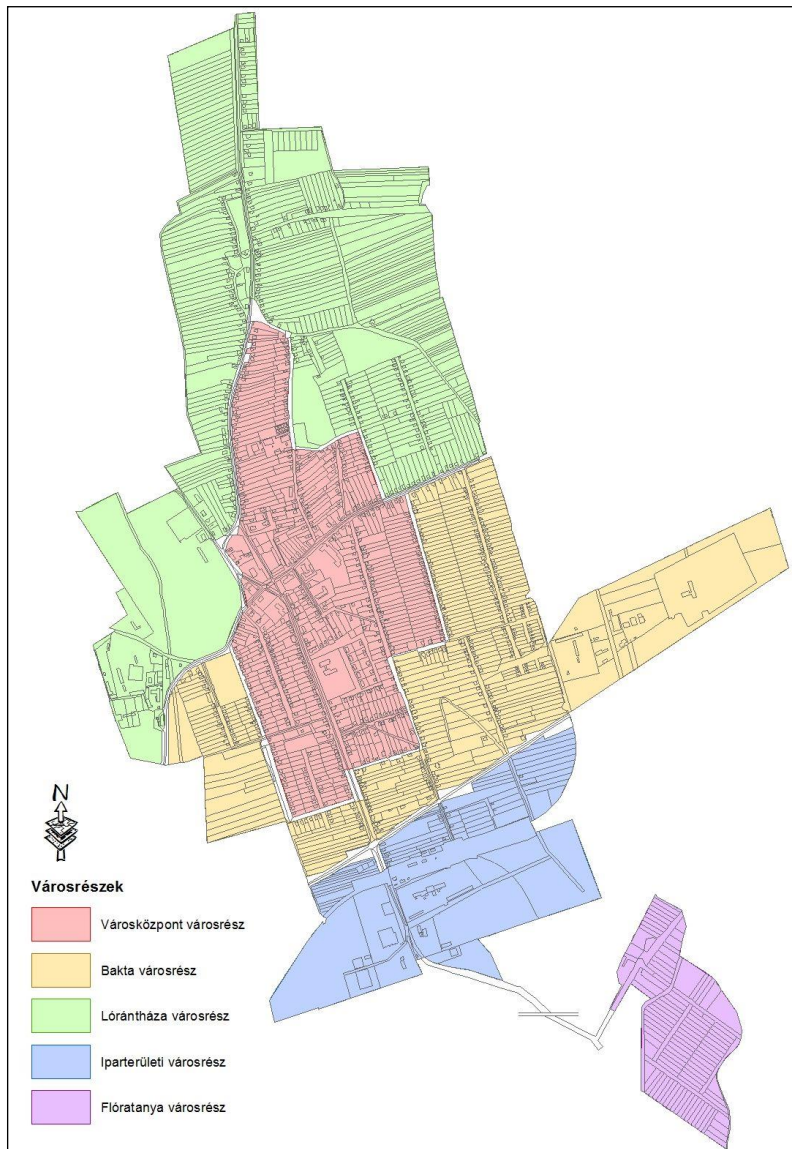 N
Városrészek
Városközpont városrész
Bakta városrész
Lórántháza városrész
Iparterületi városrész
Flóratanya városrész